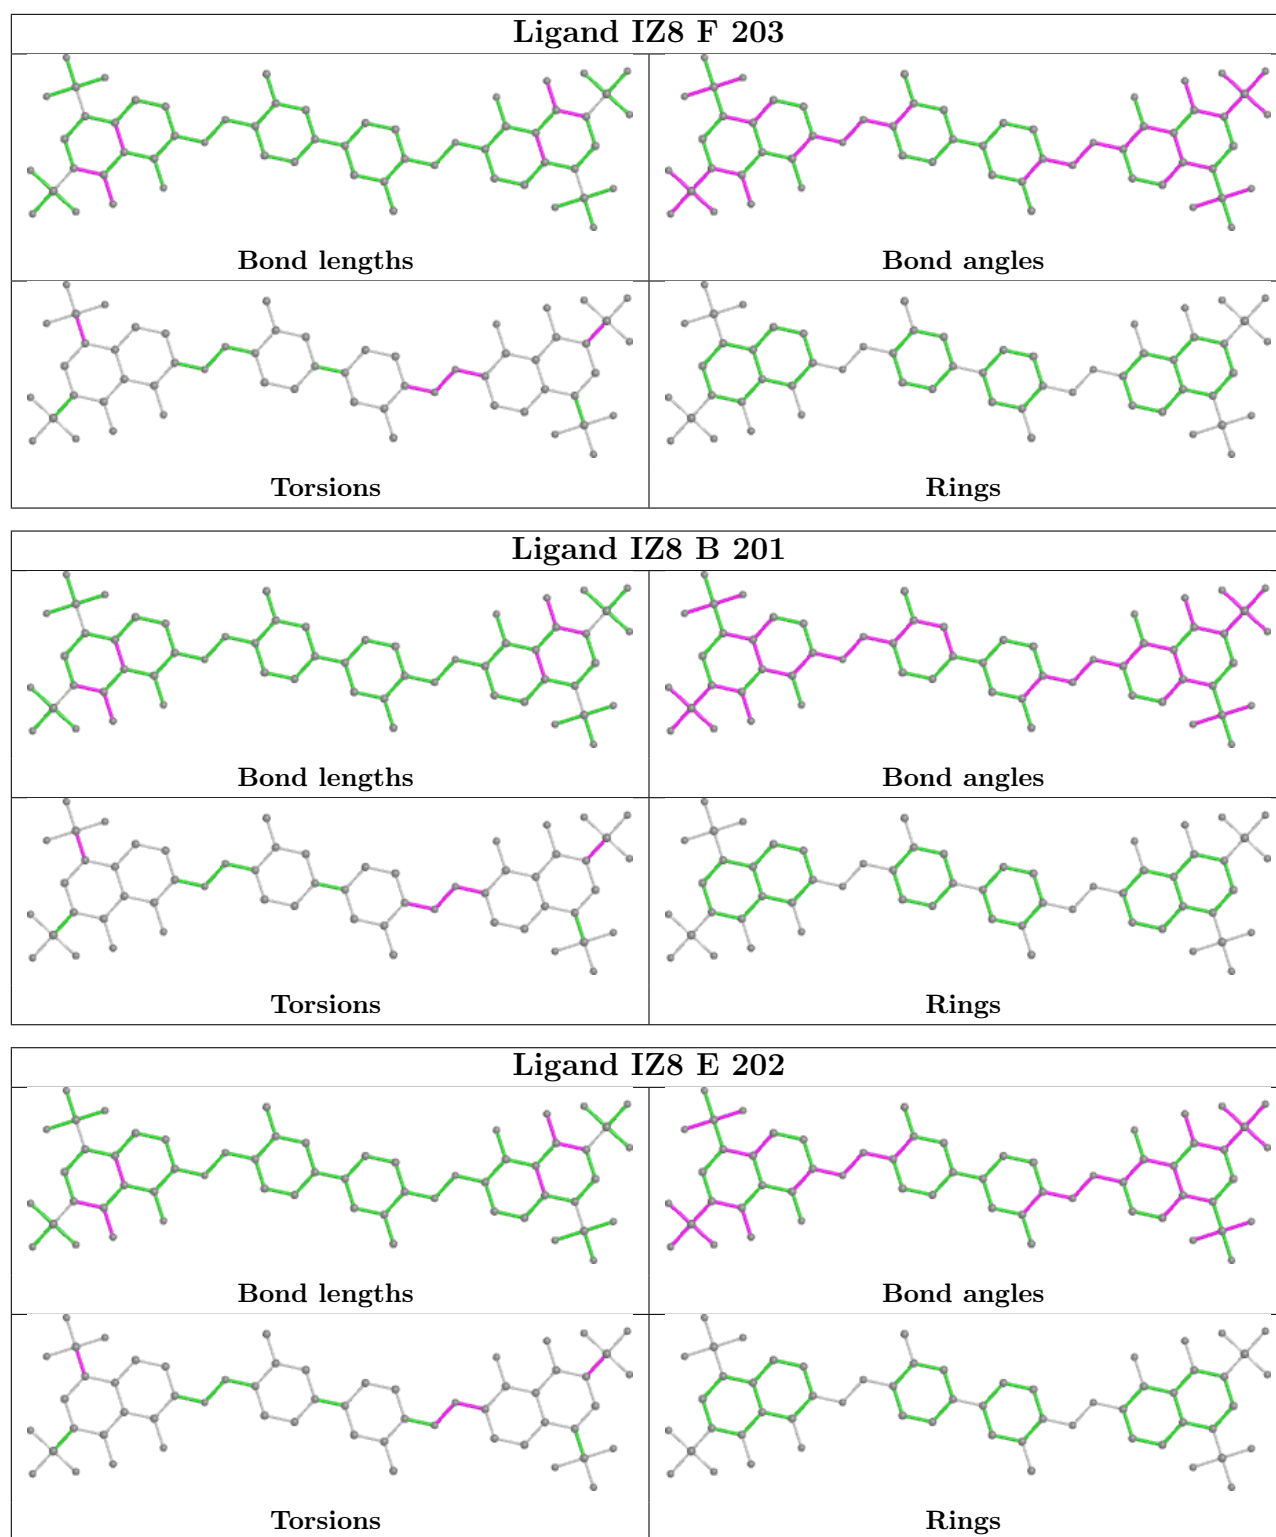 Ligand IZ8 F 203
Bond lengths
Bond angles
Torsions
Rings
Ligand IZ8 B 201
Bond lengths
Bond angles
Torsions
Rings
Ligand IZ8 E 202
Bond lengths
Bond angles
Torsions
Rings